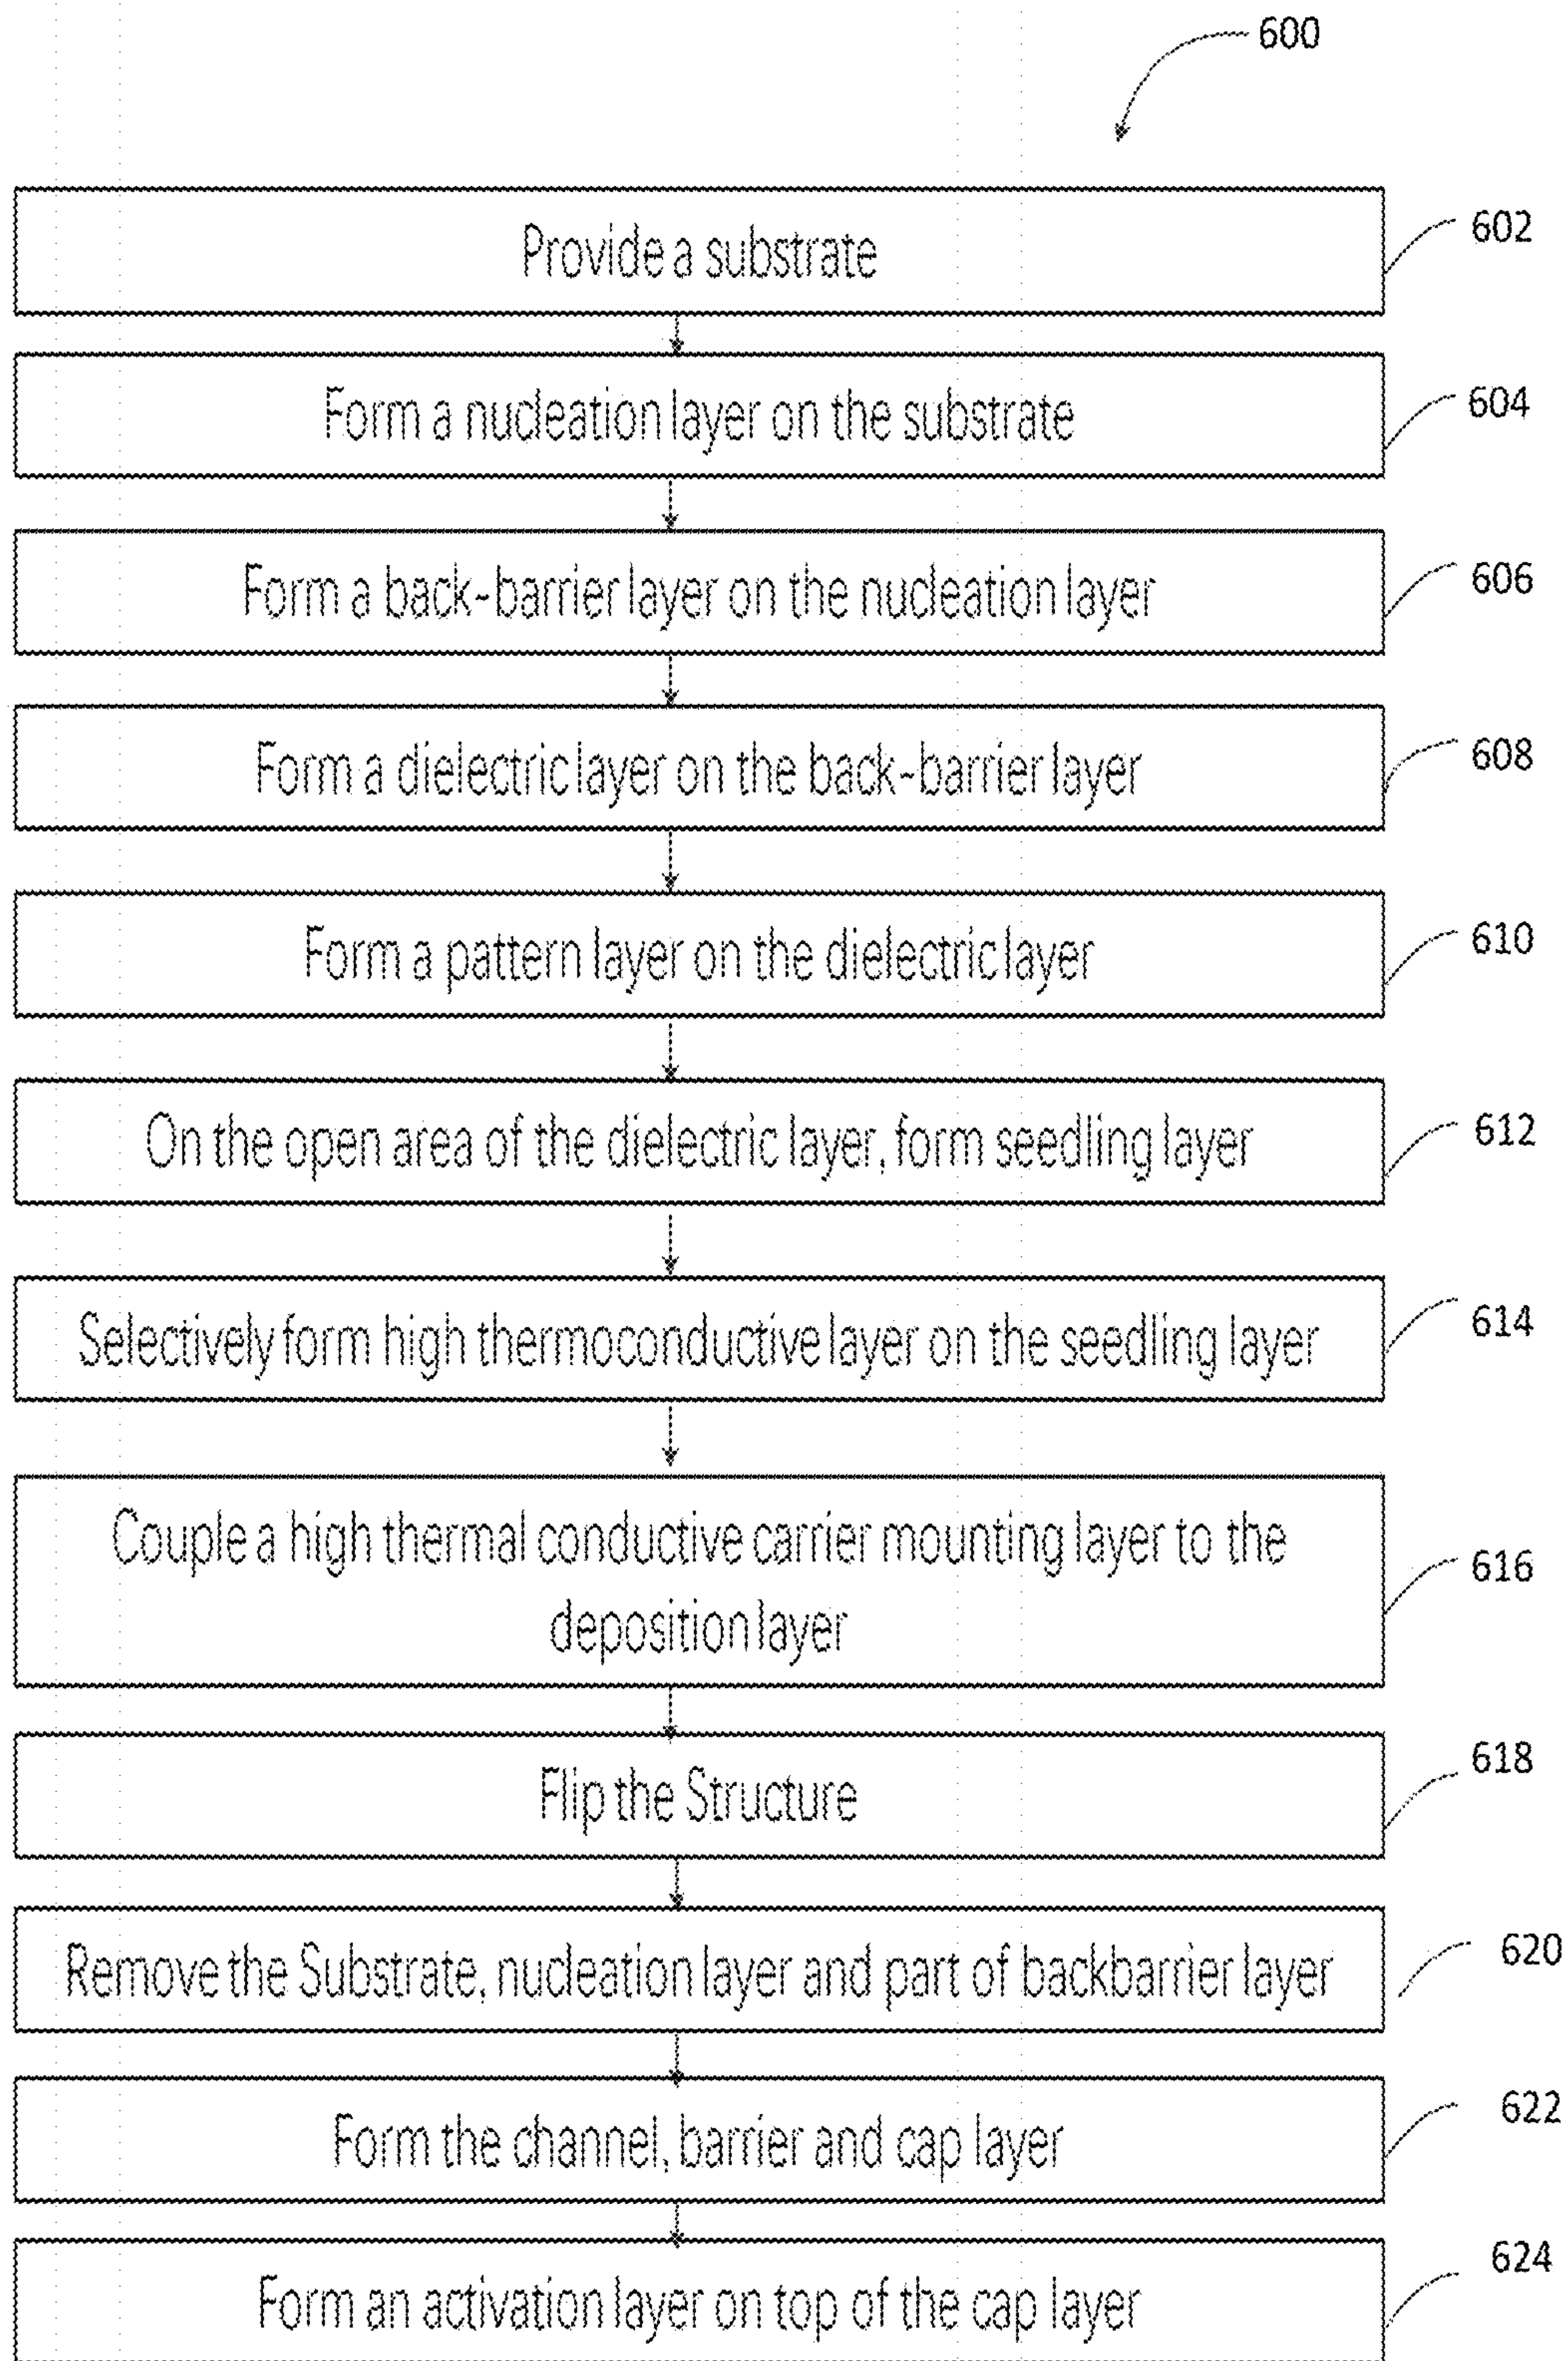 600
Provide a substrate
602
Form a nucleation layer on the substrate
604
Form a back-barrier layer on the nucleation layer
606
Form a dielectric layer on the back-barrier layer
608
Form a pattern layer on the dielectric layer
610
On the open area of the dielectric layer, form seedling layer
612
Selectively form high thermoconductive layer on the seedling layer
614
Couple a high thermal conductive carrier mounting layer to the
deposition layer
616
Flip the Structure
618
Remove the Substrate, nucleation layer and part of backbarrier layer
620
Form the channel, barrier and cap layer
622
Form an activation layer on top of the cap layer
624